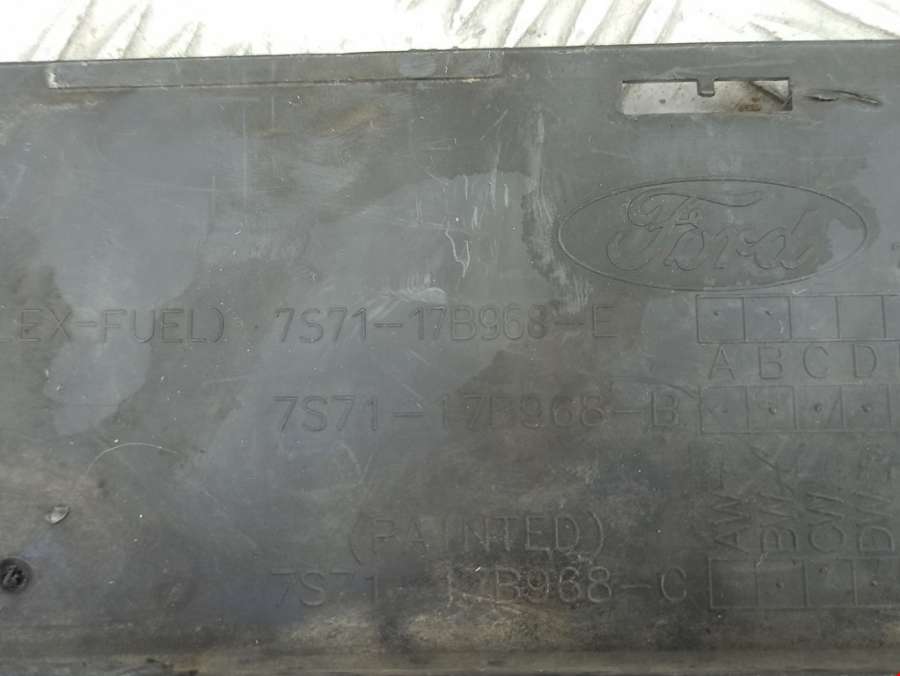 Ford
LEX-FUEL) 7S71-17B968-E
A B C D
7S71-17B968-B
AW BW CW DW
(PAINTED)
7S71-17B968-C